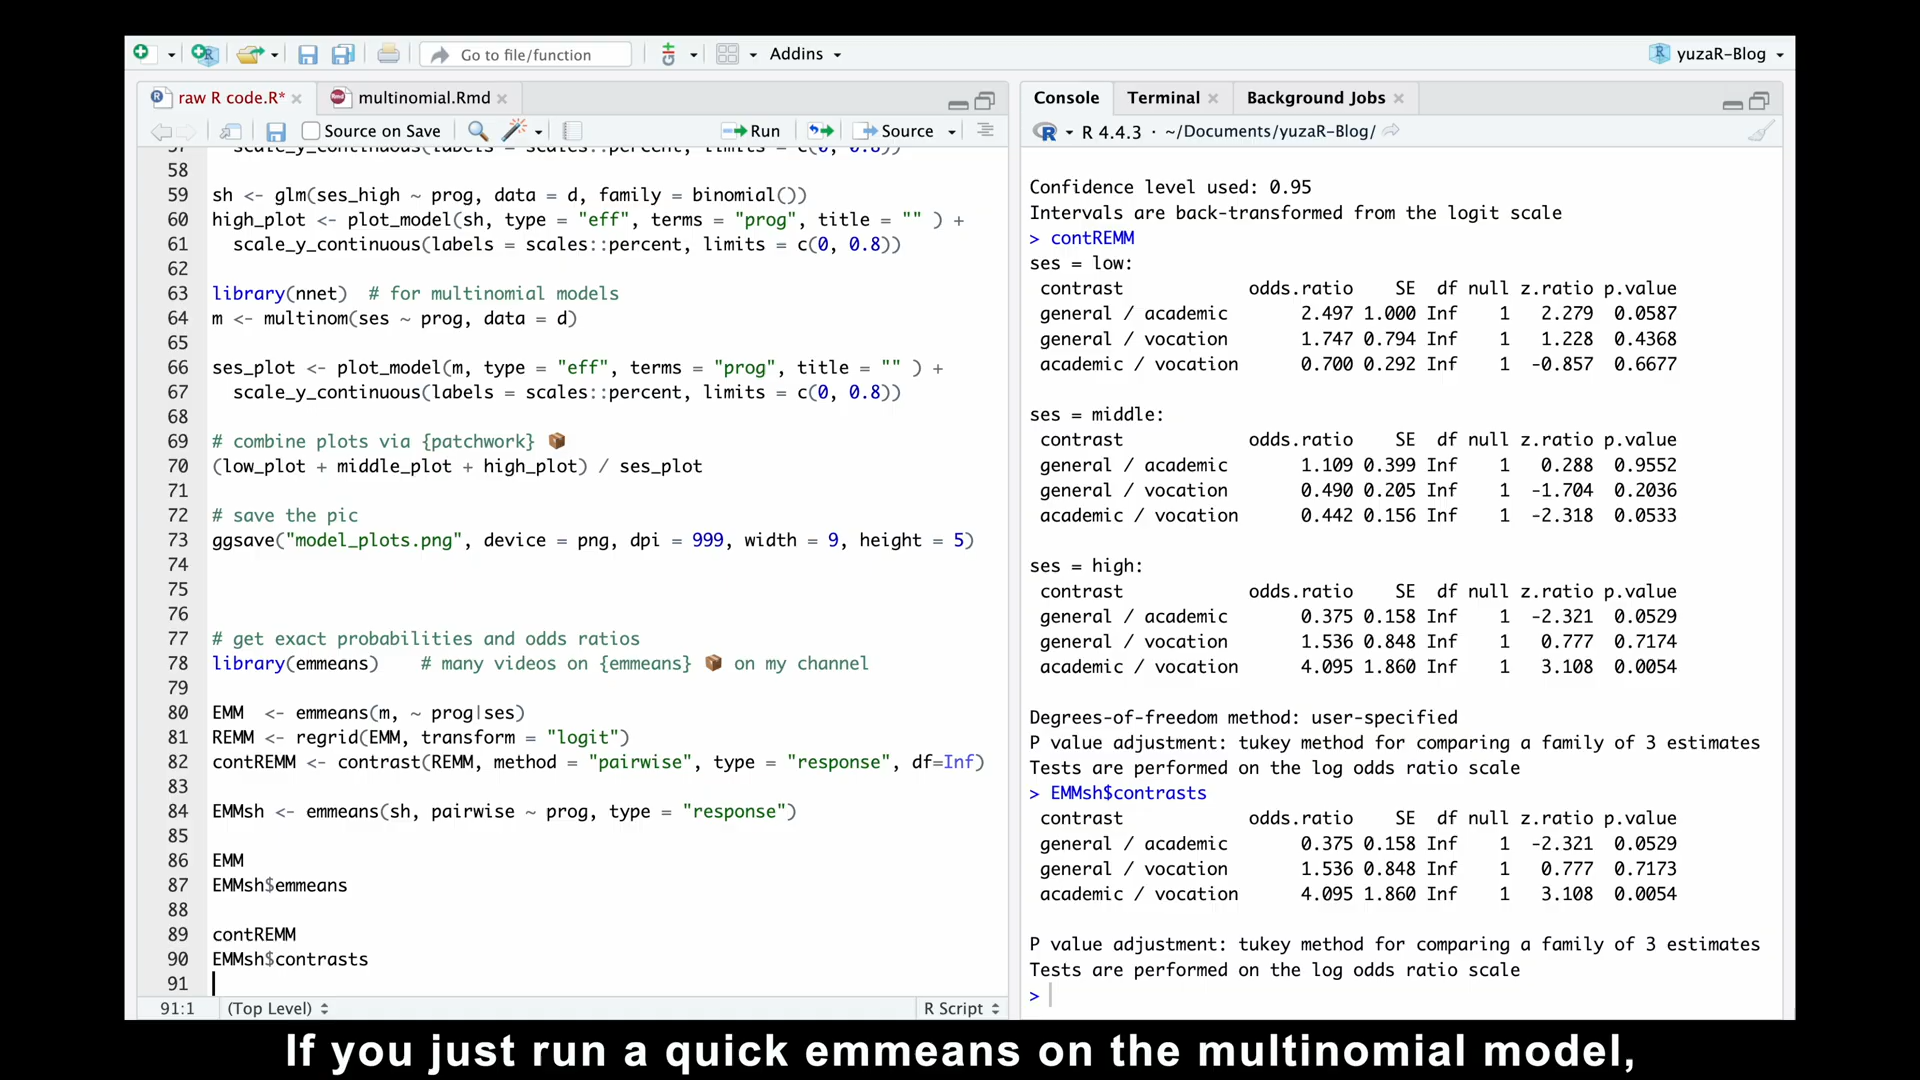 Go to file/function
Addins
yuzaR-Blog
raw R code.R*
multinomial.Rmd
Source on Save
Run
Source
58
59 sh <- glm(ses_high ~ prog, data = d, family = binomial())
60 high_plot <- plot_model(sh, type = "eff", terms = "prog", title = "" ) +
61 scale_y_continuous(labels = scales::percent, limits = c(0, 0.8))
62
63 library(nnet)  # for multinomial models
64 m <- multinom(ses ~ prog, data = d)
65
66 ses_plot <- plot_model(m, type = "eff", terms = "prog", title = "" ) +
67 scale_y_continuous(labels = scales::percent, limits = c(0, 0.8))
68
69 # combine plots via {patchwork} 📦
70 (low_plot + middle_plot + high_plot) / ses_plot
71
72 # save the pic
73 ggsave("model_plots.png", device = png, dpi = 999, width = 9, height = 5)
74
75
76
77 # get exact probabilities and odds ratios
78 library(emmeans)    # many videos on {emmeans} 📦 on my channel
79
80 EMM  <- emmeans(m, ~ prog|ses)
81 REMM <- regrid(EMM, transform = "logit")
82 contREMM <- contrast(REMM, method = "pairwise", type = "response", df=Inf)
83
84 EMMsh <- emmeans(sh, pairwise ~ prog, type = "response")
85
86 EMM
87 EMMsh$emmeans
88
89 contREMM
90 EMMsh$contrasts
91
91:1 (Top Level)
R Script
Console
Terminal
Background Jobs
R 4.4.3 · ~/Documents/yuzaR-Blog/
Confidence level used: 0.95
Intervals are back-transformed from the logit scale
> contREMM
ses = low:
contrast odds.ratio SE df null z.ratio p.value
general / academic 2.497 1.000 Inf 1 2.279 0.0587
general / vocation 1.747 0.794 Inf 1 1.228 0.4368
academic / vocation 0.700 0.292 Inf 1 -0.857 0.6677
ses = middle:
contrast odds.ratio SE df null z.ratio p.value
general / academic 1.109 0.399 Inf 1 0.288 0.9552
general / vocation 0.490 0.205 Inf 1 -1.704 0.2036
academic / vocation 0.442 0.156 Inf 1 -2.318 0.0533
ses = high:
contrast odds.ratio SE df null z.ratio p.value
general / academic 0.375 0.158 Inf 1 -2.321 0.0529
general / vocation 1.536 0.848 Inf 1 0.777 0.7174
academic / vocation 4.095 1.860 Inf 1 3.108 0.0054
Degrees-of-freedom method: user-specified
P value adjustment: tukey method for comparing a family of 3 estimates
Tests are performed on the log odds ratio scale
> EMMsh$contrasts
contrast odds.ratio SE df null z.ratio p.value
general / academic 0.375 0.158 Inf 1 -2.321 0.0529
general / vocation 1.536 0.848 Inf 1 0.777 0.7173
academic / vocation 4.095 1.860 Inf 1 3.108 0.0054
P value adjustment: tukey method for comparing a family of 3 estimates
Tests are performed on the log odds ratio scale
>
If you just run a quick emmeans on the multinomial model,